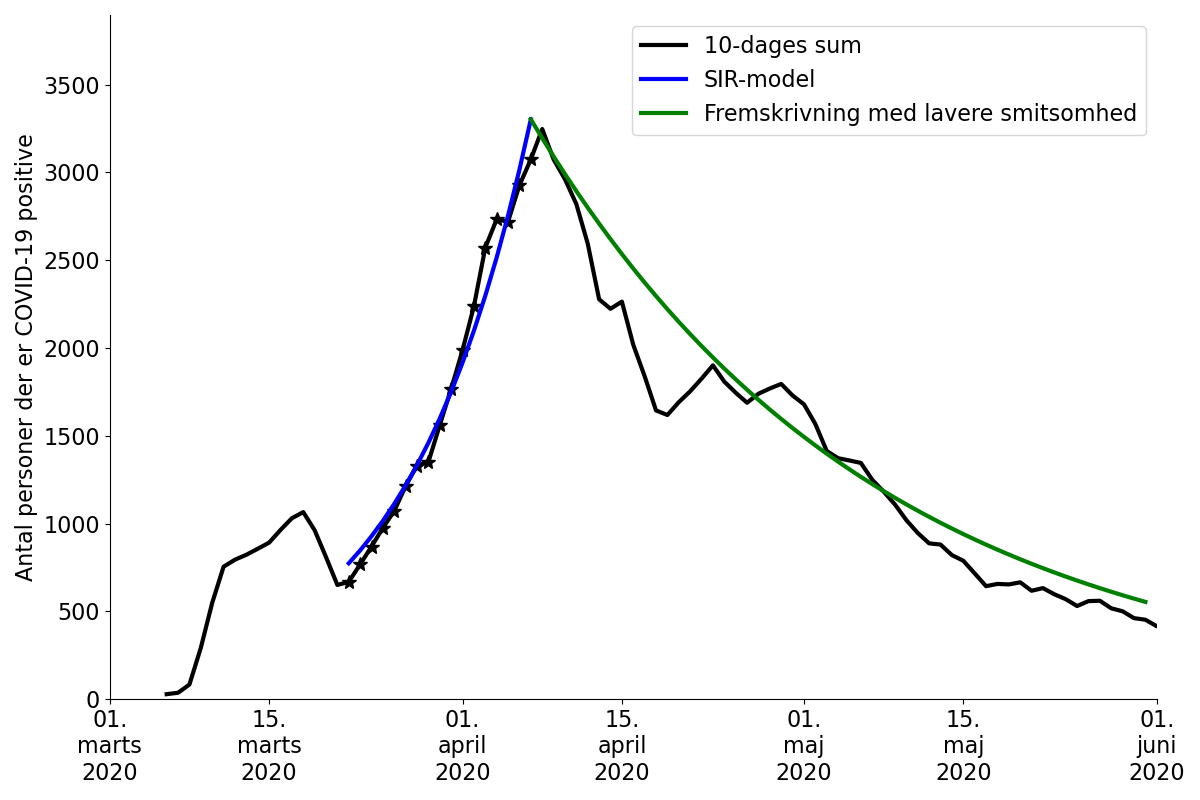 10-dages sum
SIR-model
Fremskrivning med lavere smitsomhed
Antal personer der er COVID-19 positive
3500
3000
2500
2000
1500
1000
500
0
01. 15. 01. 15. 01. 15. 01.
marts marts april april maj maj juni
2020 2020 2020 2020 2020 2020 2020